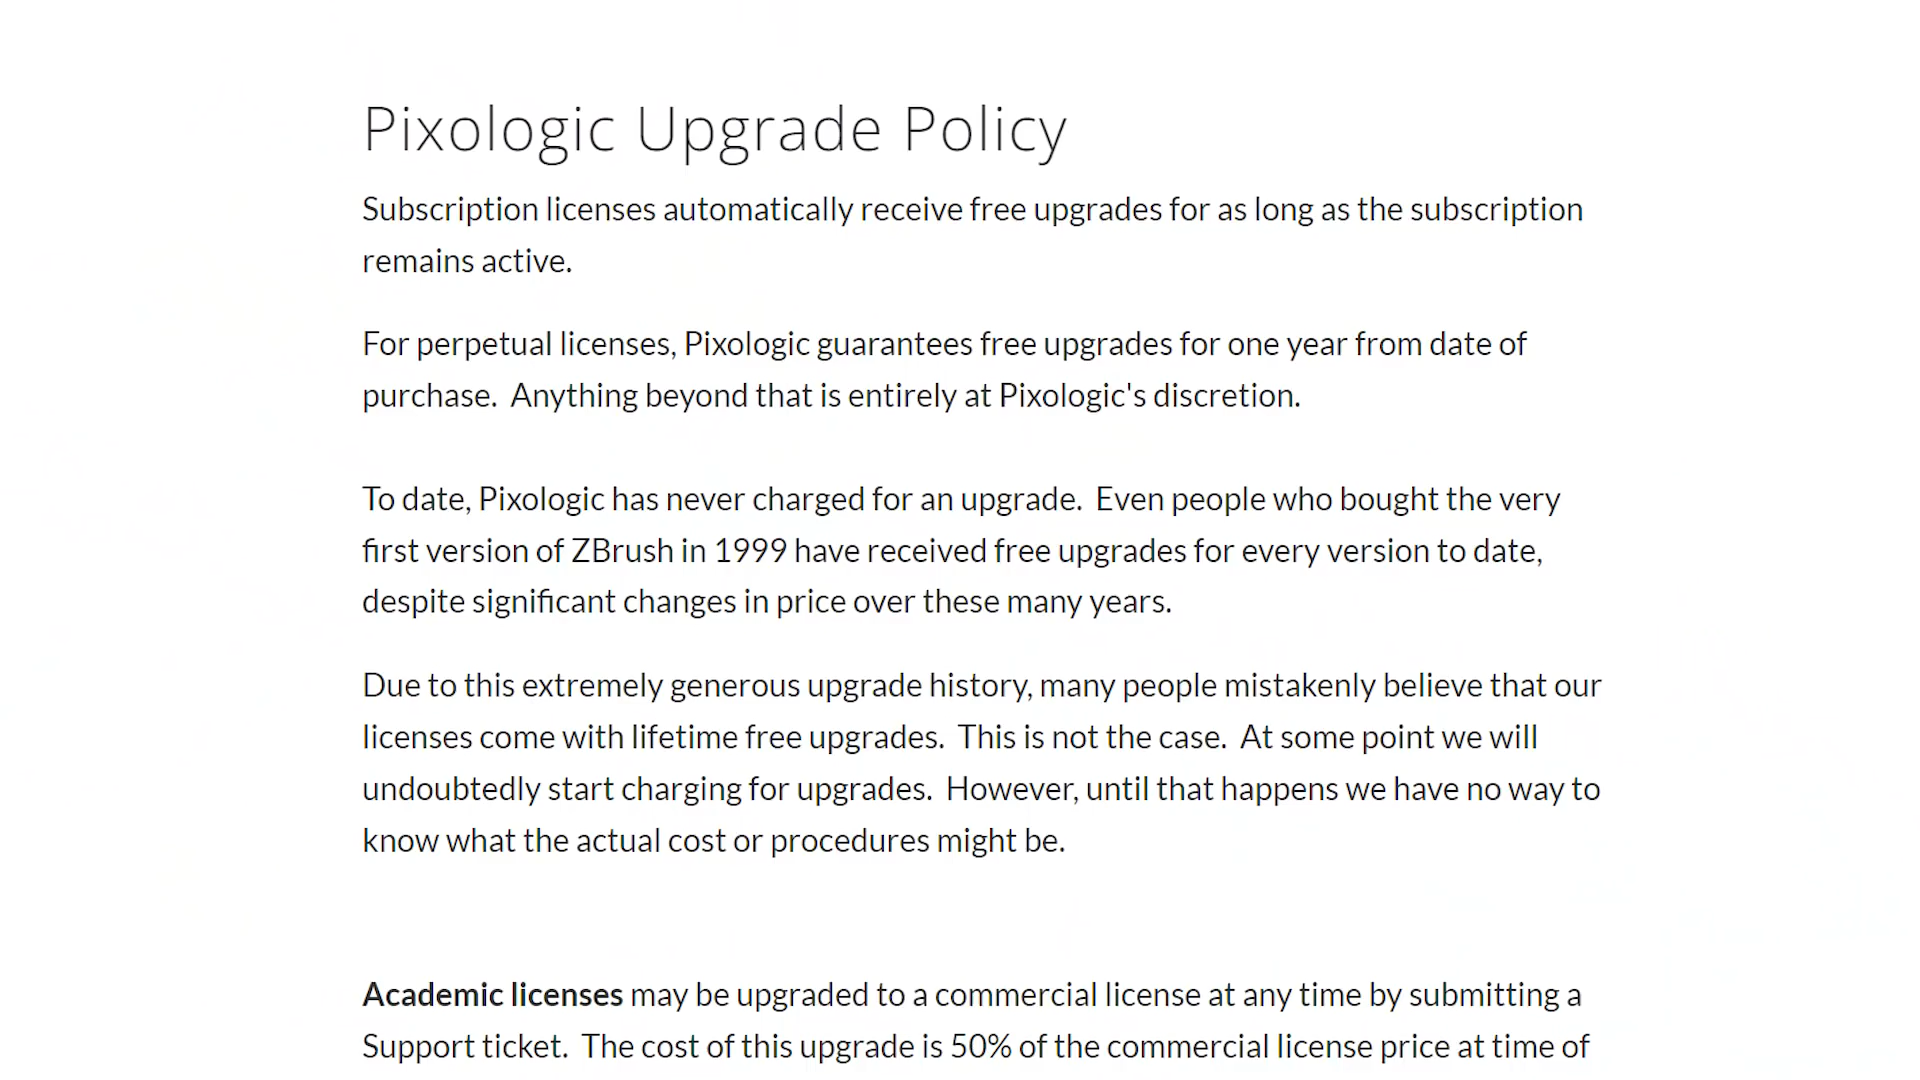 Pixologic Upgrade Policy
Subscription licenses automatically receive free upgrades for as long as the subscription
remains active.
For perpetual licenses, Pixologic guarantees free upgrades for one year from date of
purchase.  Anything beyond that is entirely at Pixologic's discretion.
To date, Pixologic has never charged for an upgrade.  Even people who bought the very
first version of ZBrush in 1999 have received free upgrades for every version to date,
despite significant changes in price over these many years.
Due to this extremely generous upgrade history, many people mistakenly believe that our
licenses come with lifetime free upgrades.  This is not the case.  At some point we will
undoubtedly start charging for upgrades.  However, until that happens we have no way to
know what the actual cost or procedures might be.
Academic licenses may be upgraded to a commercial license at any time by submitting a
Support ticket.  The cost of this upgrade is 50% of the commercial license price at time of